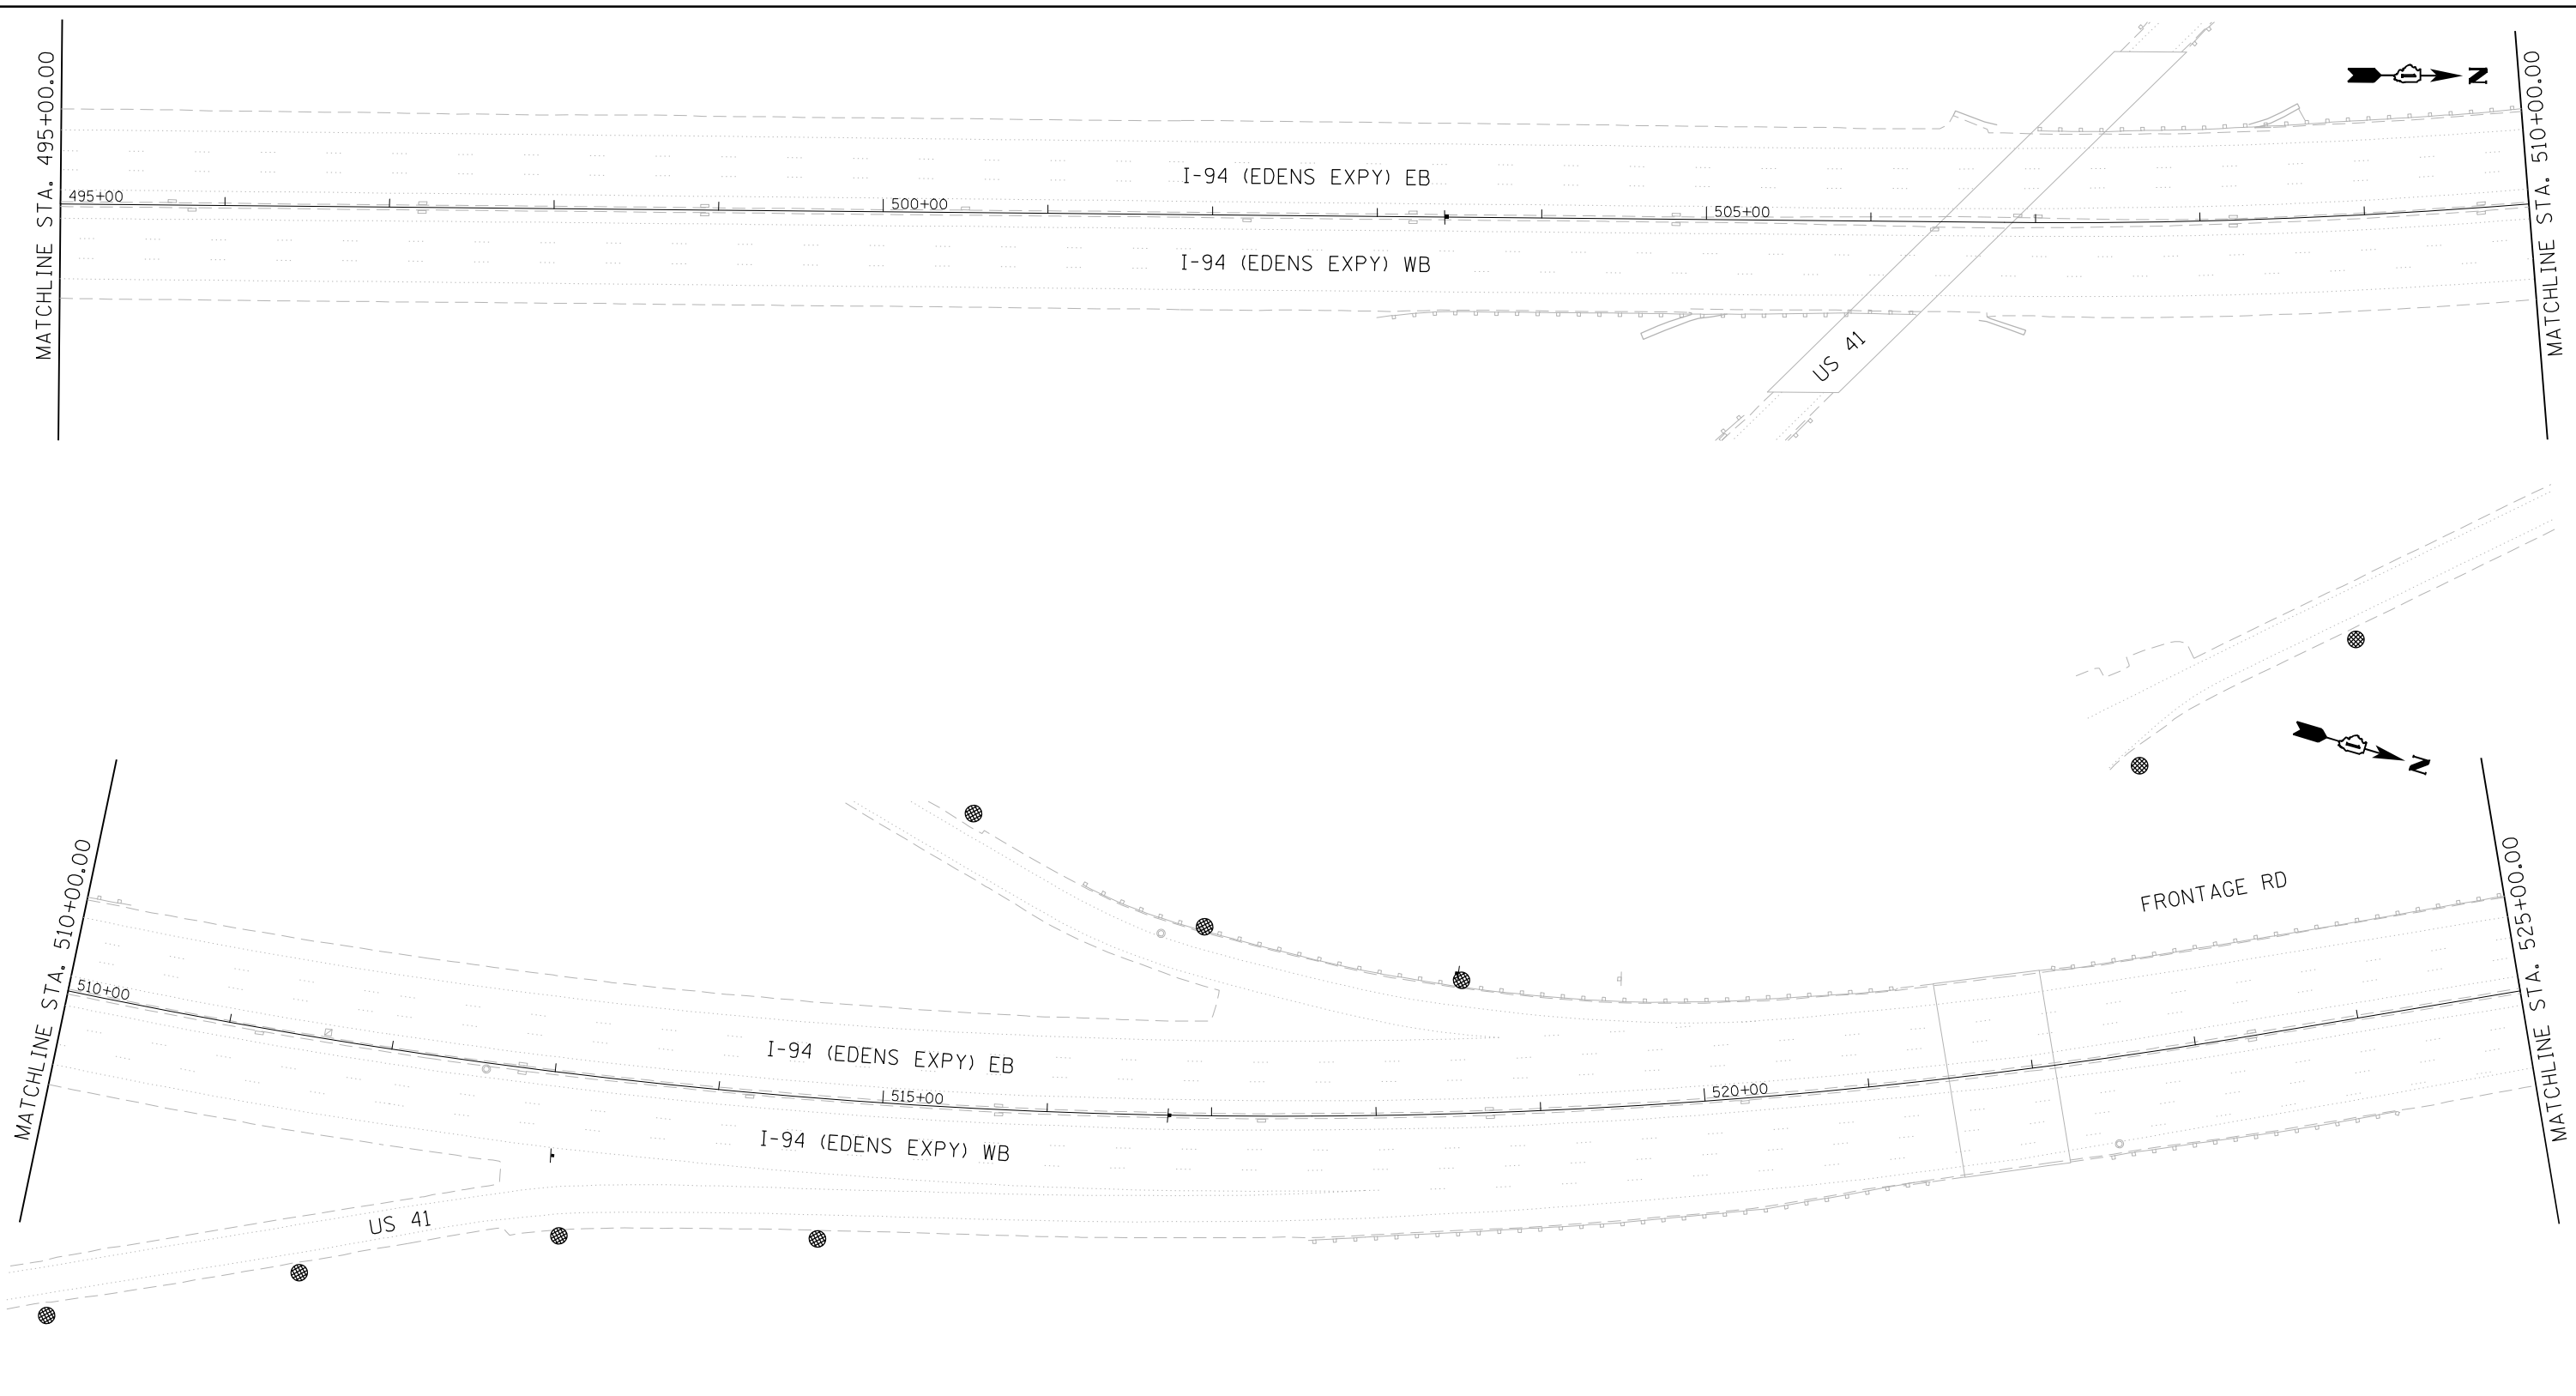 MATCHLINE STA. 495+00.00
495+00
500+00
I-94 (EDENS EXPY) EB
I-94 (EDENS EXPY) WB
505+00
US 41
N
MATCHLINE STA. 510+00.00
MATCHLINE STA. 510+00.00
510+00
US 41
I-94 (EDENS EXPY) EB
515+00
I-94 (EDENS EXPY) WB
520+00
FRONTAGE RD
N
MATCHLINE STA. 525+00.00